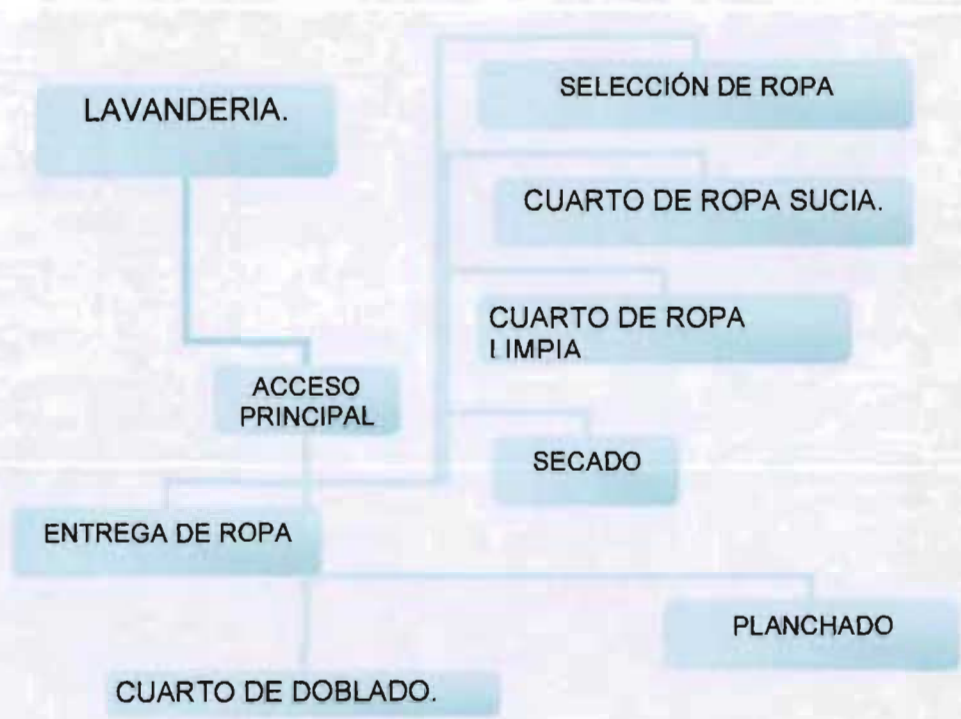 LAVANDERIA.
SELECCIÓN DE ROPA
CUARTO DE ROPA SUCIA.
CUARTO DE ROPA
LIMPIA
ACCESO
PRINCIPAL
SECADO
ENTREGA DE ROPA
PLANCHADO
CUARTO DE DOBLADO.